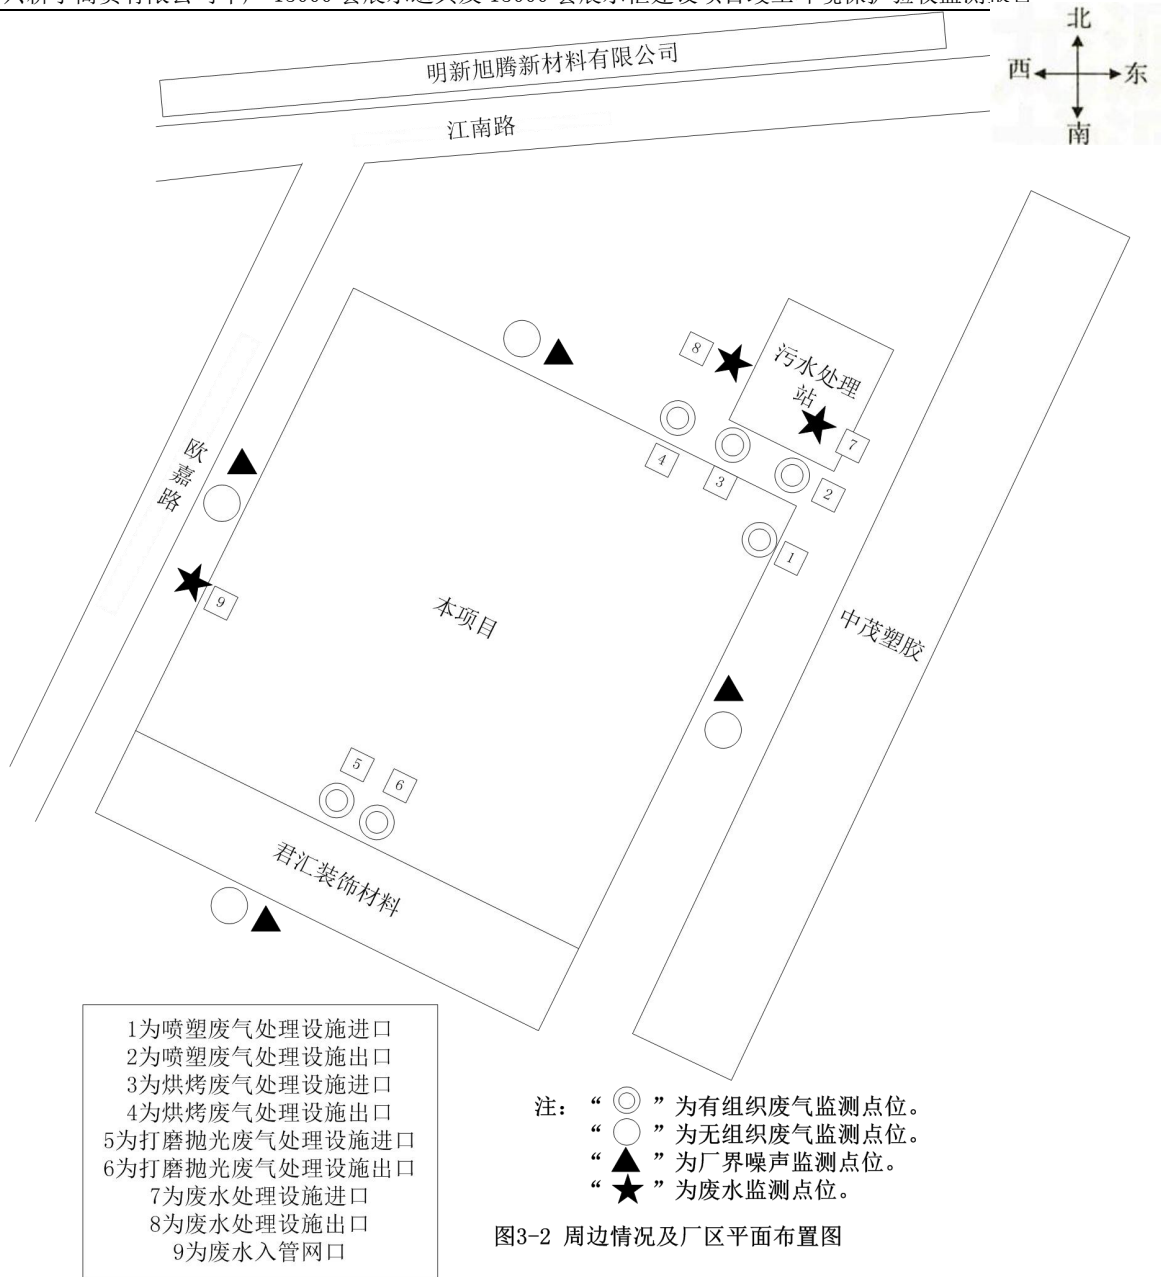 北
西 东
南
明新旭腾新材料有限公司
江南路
欧嘉路
污水处理
站
8
7
4
3
2
1
9
本项目
中茂塑胶
5
6
君汇装饰材料
1为喷塑废气处理设施进口
2为喷塑废气处理设施出口
3为烘烤废气处理设施进口
4为烘烤废气处理设施出口
5为打磨抛光废气处理设施进口
6为打磨抛光废气处理设施出口
7为废水处理设施进口
8为废水处理设施出口
9为废水入管网口
注：“◎”为有组织废气监测点位。
“○”为无组织废气监测点位。
“▲”为厂界噪声监测点位。
“★”为废水监测点位。
图3-2 周边情况及厂区平面布置图